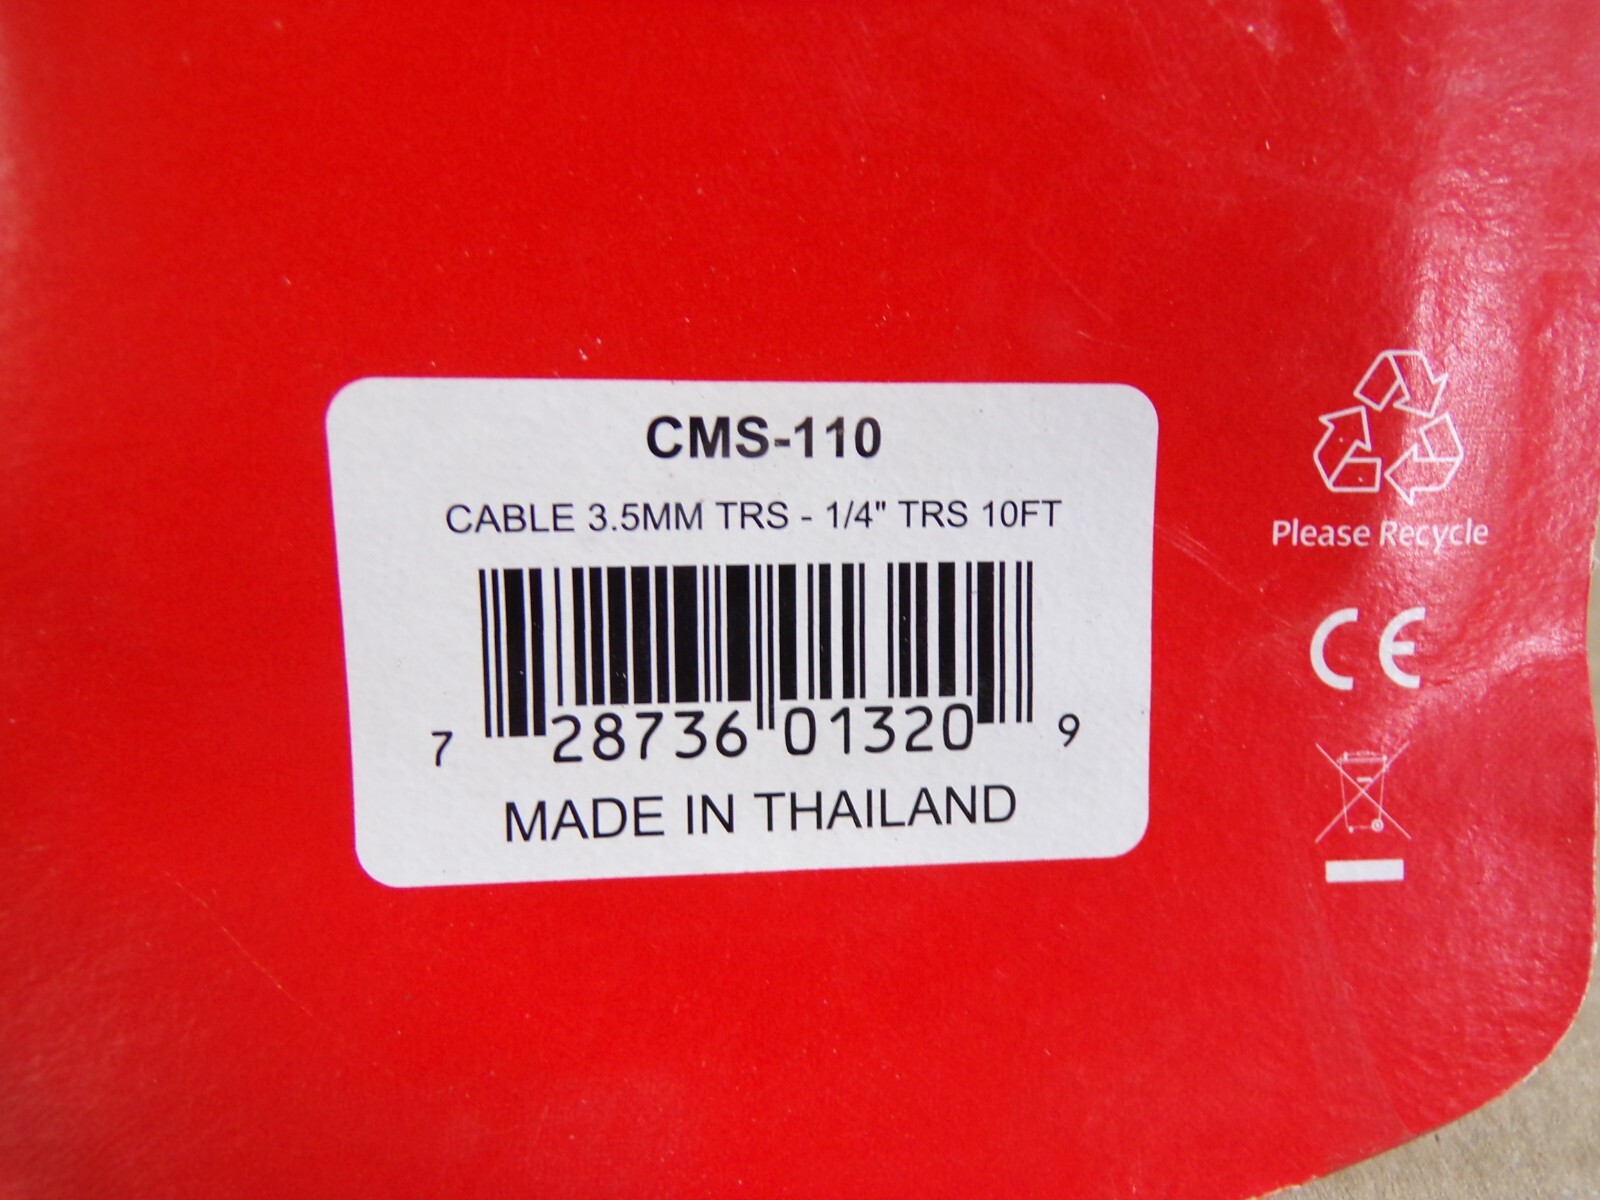 CMS-110
CABLE 3.5MM TRS - 1/4" TRS 10FT
7 28736 01320 9
MADE IN THAILAND
Please Recycle
CE